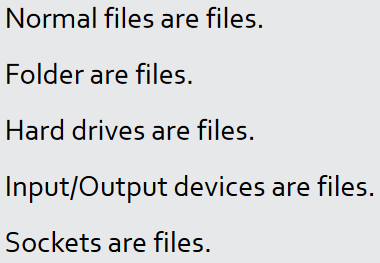 Normal files are files.
Folder are files.
Hard drives are files.
Input/Output devices are files.
Sockets are files.